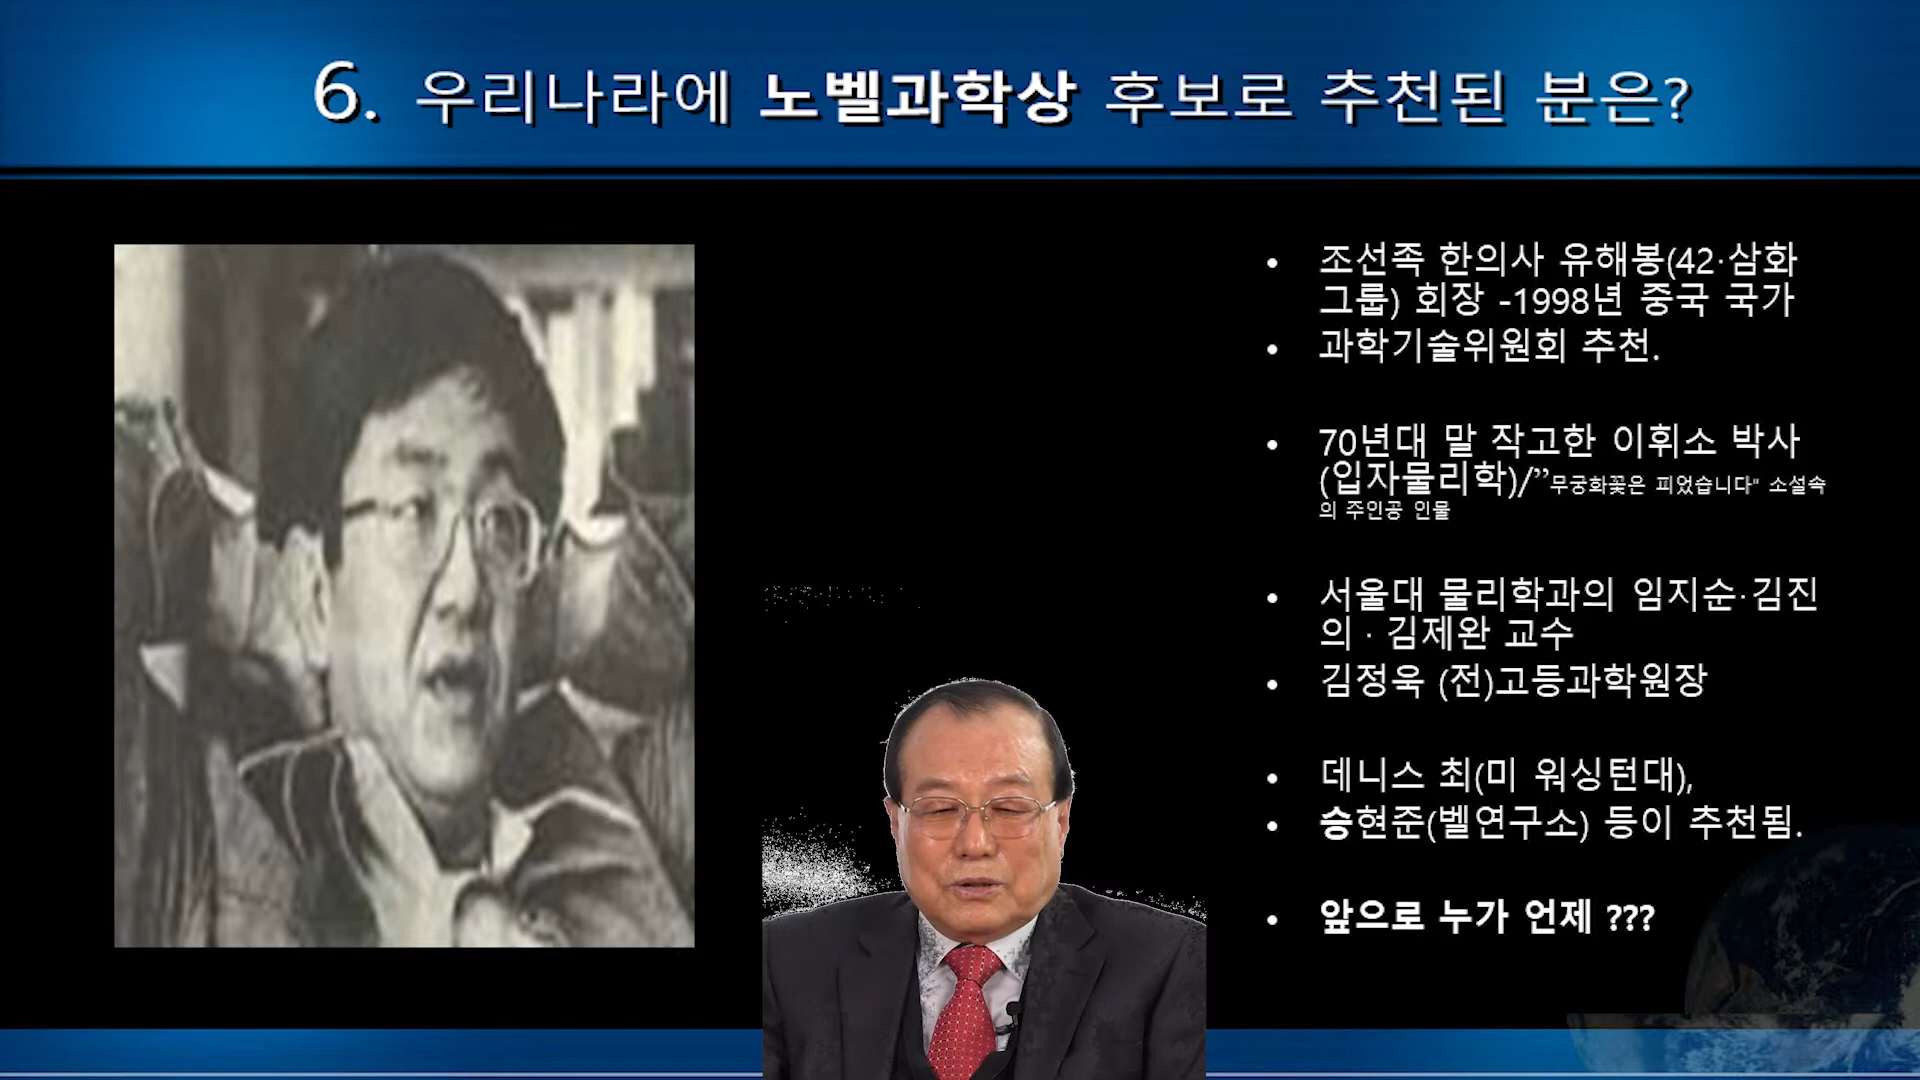 6. 우리나라에 노벨과학상 후보로 추천된 분은?
• 조선족 한의사 유해봉(42·삼화
그룹) 회장 -1998년 중국 국가
• 과학기술위원회 추천.
• 70년대 말 작고한 이휘소 박사
(입자물리학)/”무궁화꽃은 피었습니다" 소설속
의 주인공 인물
• 서울대 물리학과의 임지순·김진
의 · 김제완 교수
• 김정욱 (전)고등과학원장
• 데니스 최(미 워싱턴대),
• 승현준(벨연구소) 등이 추천됨.
• 앞으로 누가 언제 ???